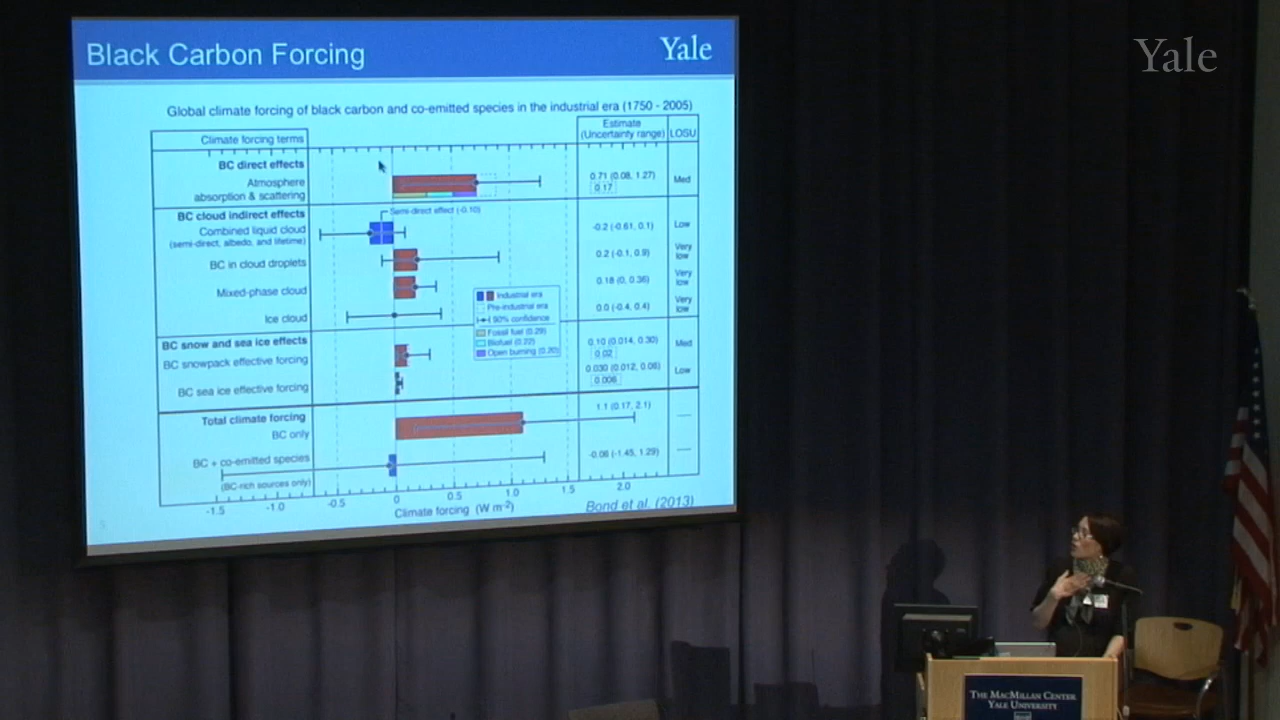 Black Carbon Forcing
Yale
Yale
Global climate forcing of black carbon and co-emitted species in the industrial era (1750 - 2005)
Climate forcing terms
Estimate
(Uncertainty range)
LOSU
BC direct effects
Atmosphere
absorption & scattering
0.71 (0.08, 1.27)
0.17
Med
BC cloud indirect effects
Semi-direct effect (-0.10)
Combined liquid cloud
(semi-direct, albedo, and lifetime)
-0.2 (-0.61, 0.1)
Low
BC in cloud droplets
0.2 (-0.1, 0.9)
Very
low
Mixed-phase cloud
0.18 (0, 0.36)
Very
low
Ice cloud
0.0 (-0.4, 0.4)
Very
low
Industrial era
Pre-industrial era
90% confidence
Fossil fuel (0.29)
Biofuel (0.22)
Open burning (0.20)
BC snow and sea ice effects
BC snowpack effective forcing
0.10 (0.014, 0.30)
0.02
Med
BC sea ice effective forcing
0.030 (0.012, 0.06)
0.006
Low
Total climate forcing
BC only
1.1 (0.17, 2.1)
BC + co-emitted species
(BC-rich sources only)
-0.06 (-1.45, 1.29)
-1.5 -1.0 -0.5 0 0.5 1.0 1.5 2.0
Climate forcing (W m-2)
Bond et al. (2013)
5
THE MACMILLAN CENTER
YALE UNIVERSITY